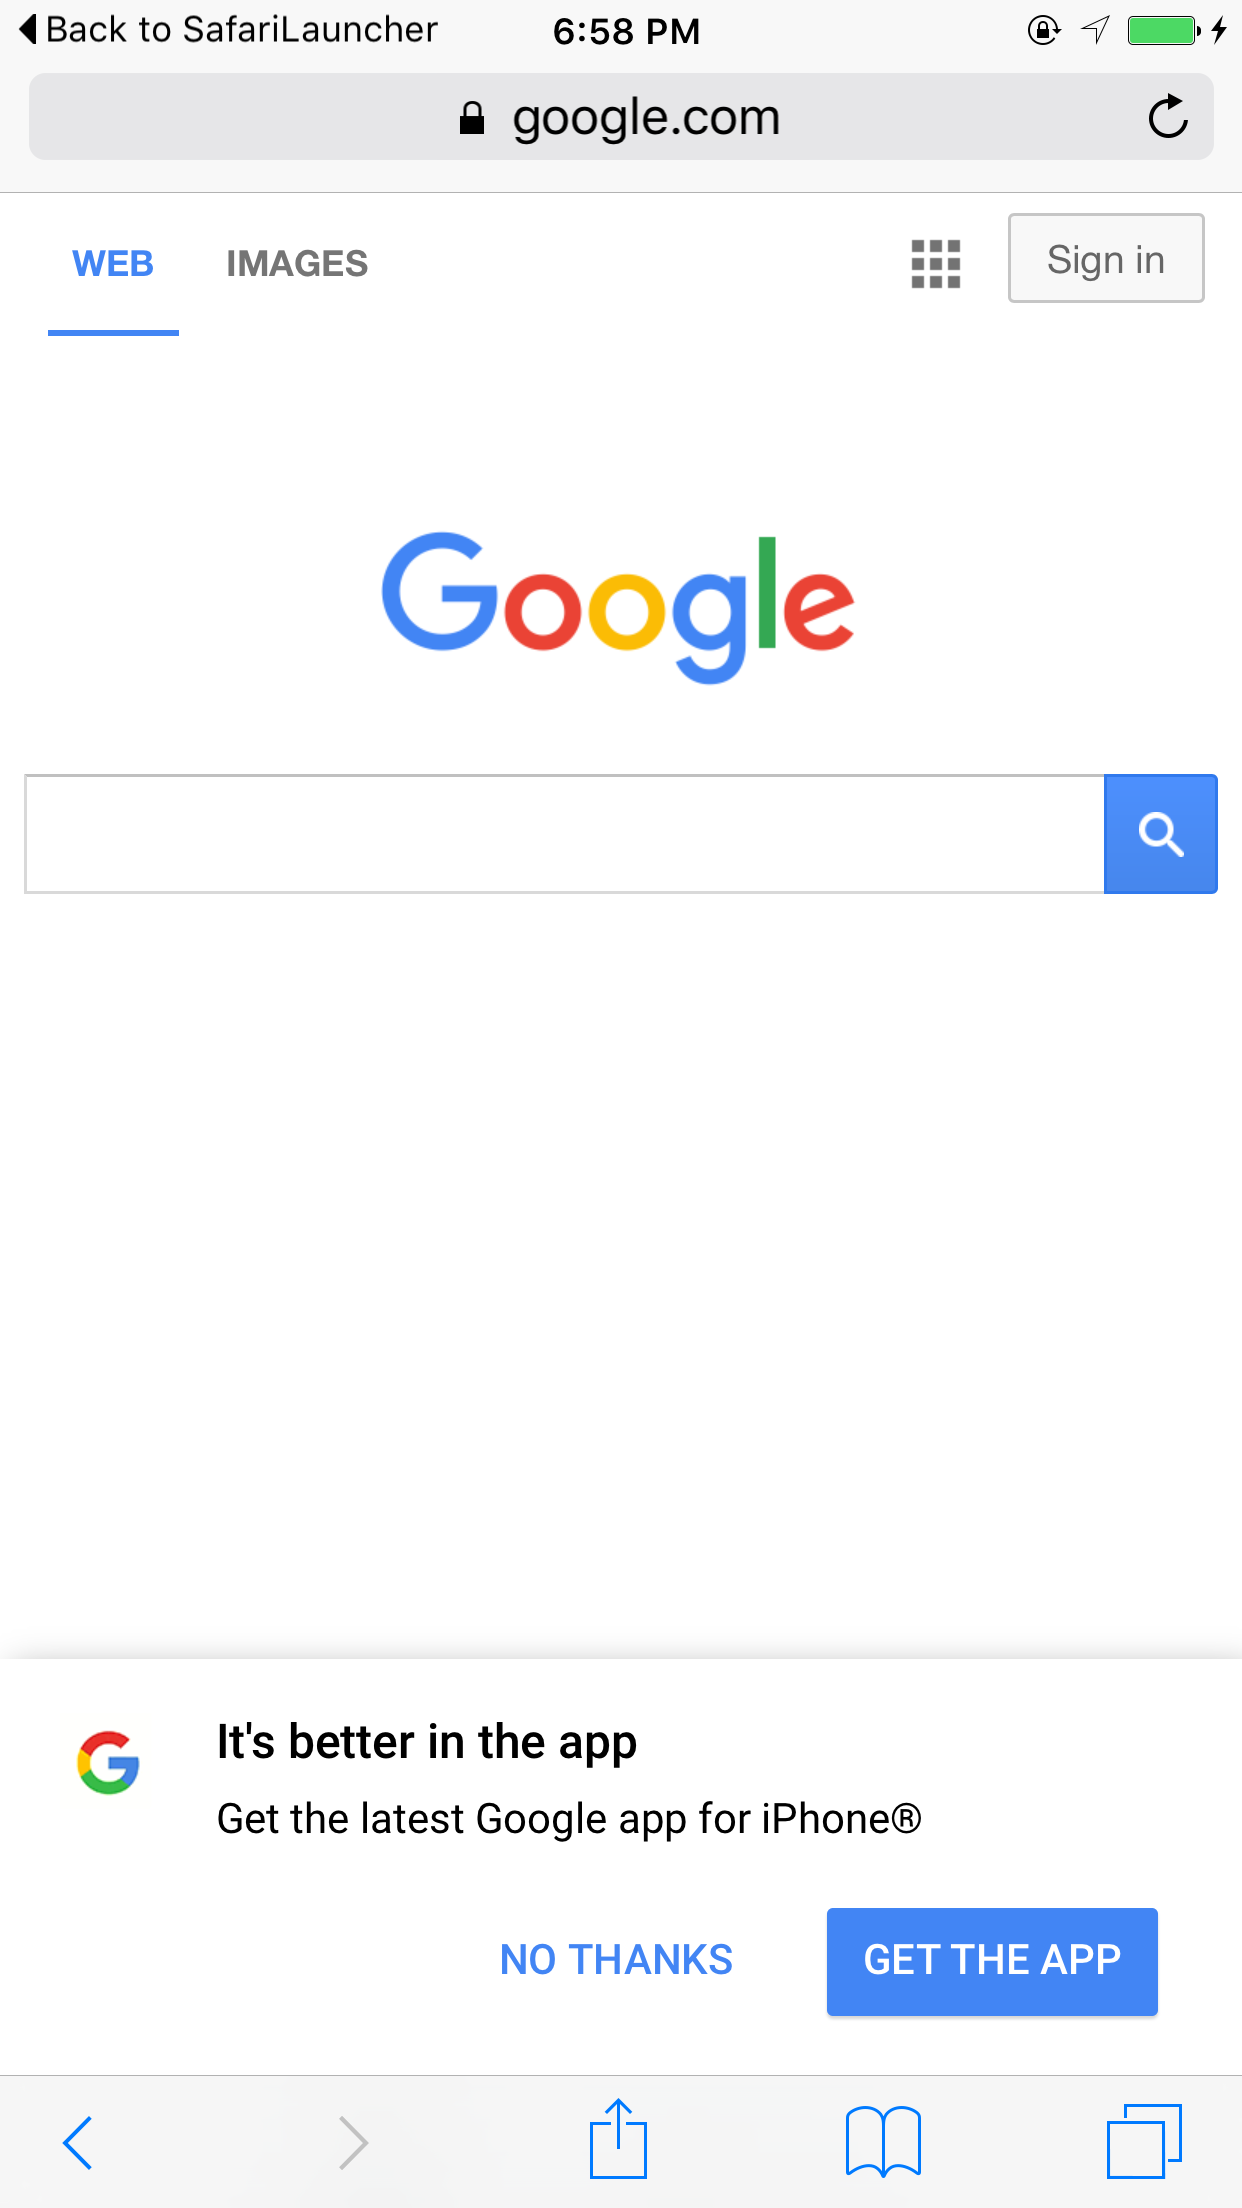 Back to SafariLauncher 6:58 PM
google.com
WEB IMAGES Sign in
Google
It's better in the app
Get the latest Google app for iPhone®
NO THANKS GET THE APP